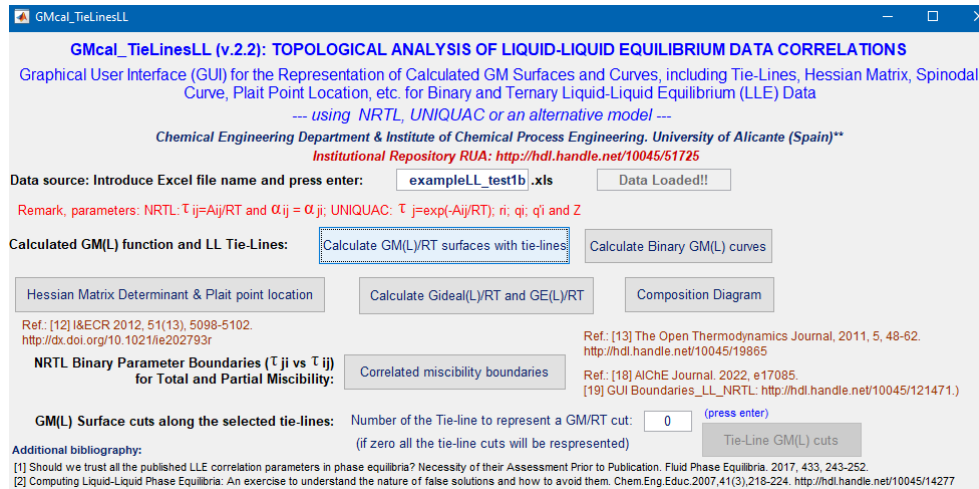 GMcal_TieLinesLL
GMcal_TieLinesLL (v.2.2): TOPOLOGICAL ANALYSIS OF LIQUID-LIQUID EQUILIBRIUM DATA CORRELATIONS
Graphical User Interface (GUI) for the Representation of Calculated GM Surfaces and Curves, including Tie-Lines, Hessian Matrix, Spinodal
Curve, Plait Point Location, etc. for Binary and Ternary Liquid-Liquid Equilibrium (LLE) Data
--- using NRTL, UNIQUAC or an alternative model ---
Chemical Engineering Department & Institute of Chemical Process Engineering. University of Alicante (Spain)**
Institutional Repository RUA: http://hdl.handle.net/10045/51725
Data source: Introduce Excel file name and press enter: exampleLL_test1b .xls Data Loaded!!
Remark, parameters: NRTL: τ ij=Aij/RT and α ij = α ji; UNIQUAC: τ j=exp(-Aij/RT); ri; qi; q'i and Z
Calculated GM(L) function and LL Tie-Lines: Calculate GM(L)/RT surfaces with tie-lines Calculate Binary GM(L) curves
Hessian Matrix Determinant & Plait point location Calculate Gideal(L)/RT and GE(L)/RT Composition Diagram
Ref.: [12] I&ECR 2012, 51(13), 5098-5102.
http://dx.doi.org/10.1021/ie202793r
Ref.: [13] The Open Thermodynamics Journal, 2011, 5, 48-62.
http://hdl.handle.net/10045/19865
NRTL Binary Parameter Boundaries (τ ji vs τ ij)
for Total and Partial Miscibility:
Correlated miscibility boundaries
Ref.: [18] AIChE Journal. 2022, e17085.
[19] GUI Boundaries_LL_NRTL: http://hdl.handle.net/10045/121471.)
GM(L) Surface cuts along the selected tie-lines: Number of the Tie-line to represent a GM/RT cut: 0 (press enter)
(if zero all the tie-line cuts will be respresented) Tie-Line GM(L) cuts
Additional bibliography:
[1] Should we trust all the published LLE correlation parameters in phase equilibria? Necessity of their Assessment Prior to Publication. Fluid Phase Equilibria. 2017, 433, 243-252.
[2] Computing Liquid-Liquid Phase Equilibria: An exercise to understand the nature of false solutions and how to avoid them. Chem.Eng.Educ.2007,41(3),218-224. http://hdl.handle.net/10045/14277